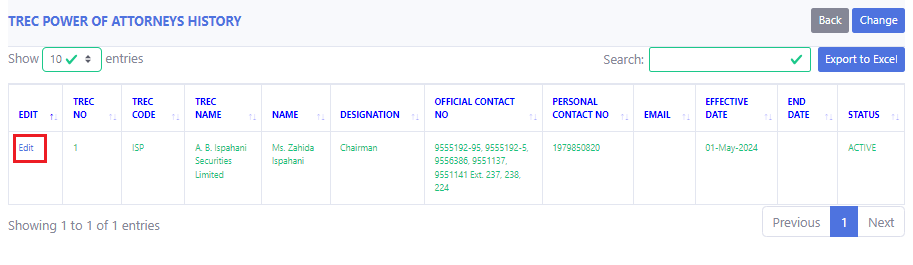 TREC POWER OF ATTORNEYS HISTORY
Back Change
Show 10 entries
Search:
Export to Excel
EDIT TREC NO TREC CODE TREC NAME NAME DESIGNATION OFFICIAL CONTACT NO PERSONAL CONTACT NO EMAIL EFFECTIVE DATE END DATE STATUS
Edit 1 ISP A. B. Ispahani Securities Limited Ms. Zahida Ispahani Chairman 9555192-95, 9555192-5, 9556386, 9551137, 9551141 Ext. 237, 238, 224 1979850820 01-May-2024 ACTIVE
Showing 1 to 1 of 1 entries
Previous 1 Next